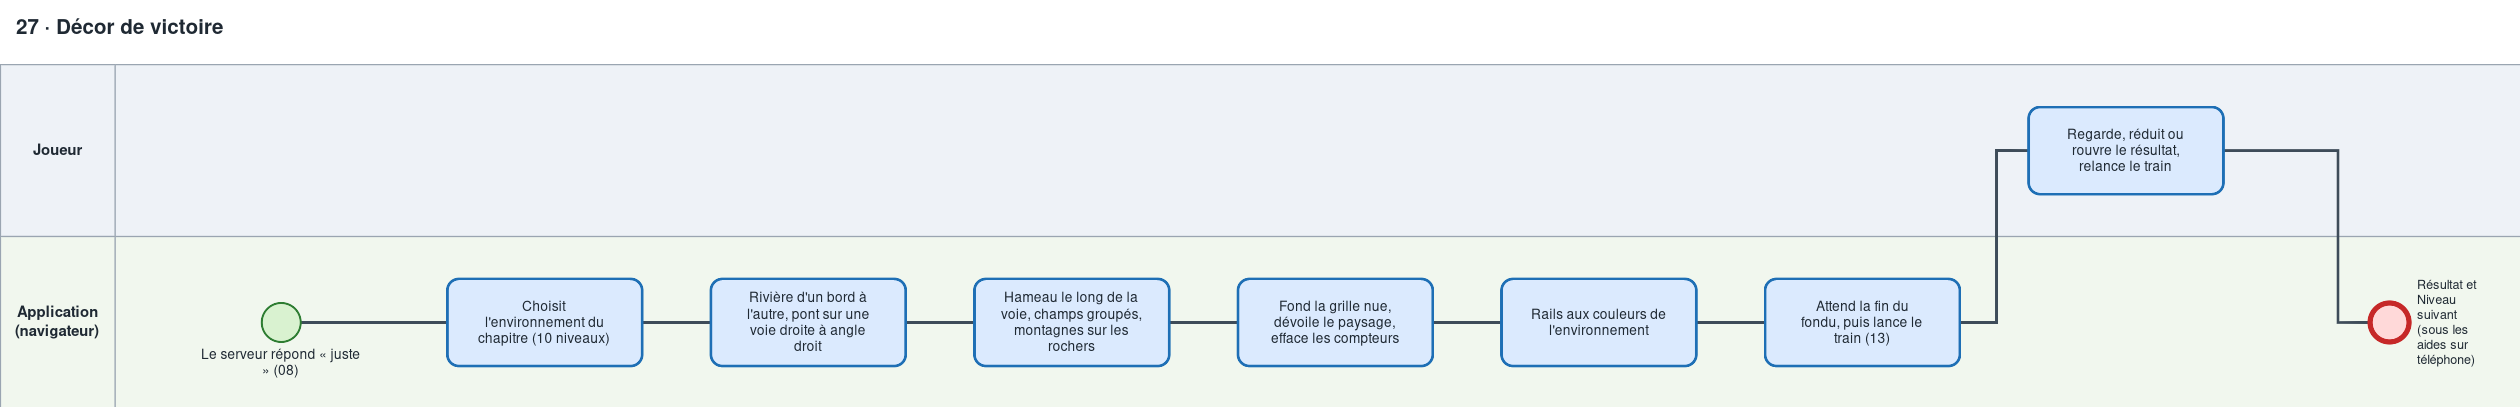 27 · Décor de victoire
Joueur
Regarde, réduit ou
rouvre le résultat,
relance le train
Application
(navigateur)
Le serveur répond « juste
» (08)
Choisit
l'environnement du
chapitre (10 niveaux)
Rivière d'un bord à
l'autre, pont sur une
voie droite à angle
droit
Hameau le long de la
voie, champs groupés,
montagnes sur les
rochers
Fond la grille nue,
dévoile le paysage,
efface les compteurs
Rails aux couleurs de
l'environnement
Attend la fin du
fondu, puis lance le
train (13)
Résultat et
Niveau
suivant
(sous les
aides sur
téléphone)